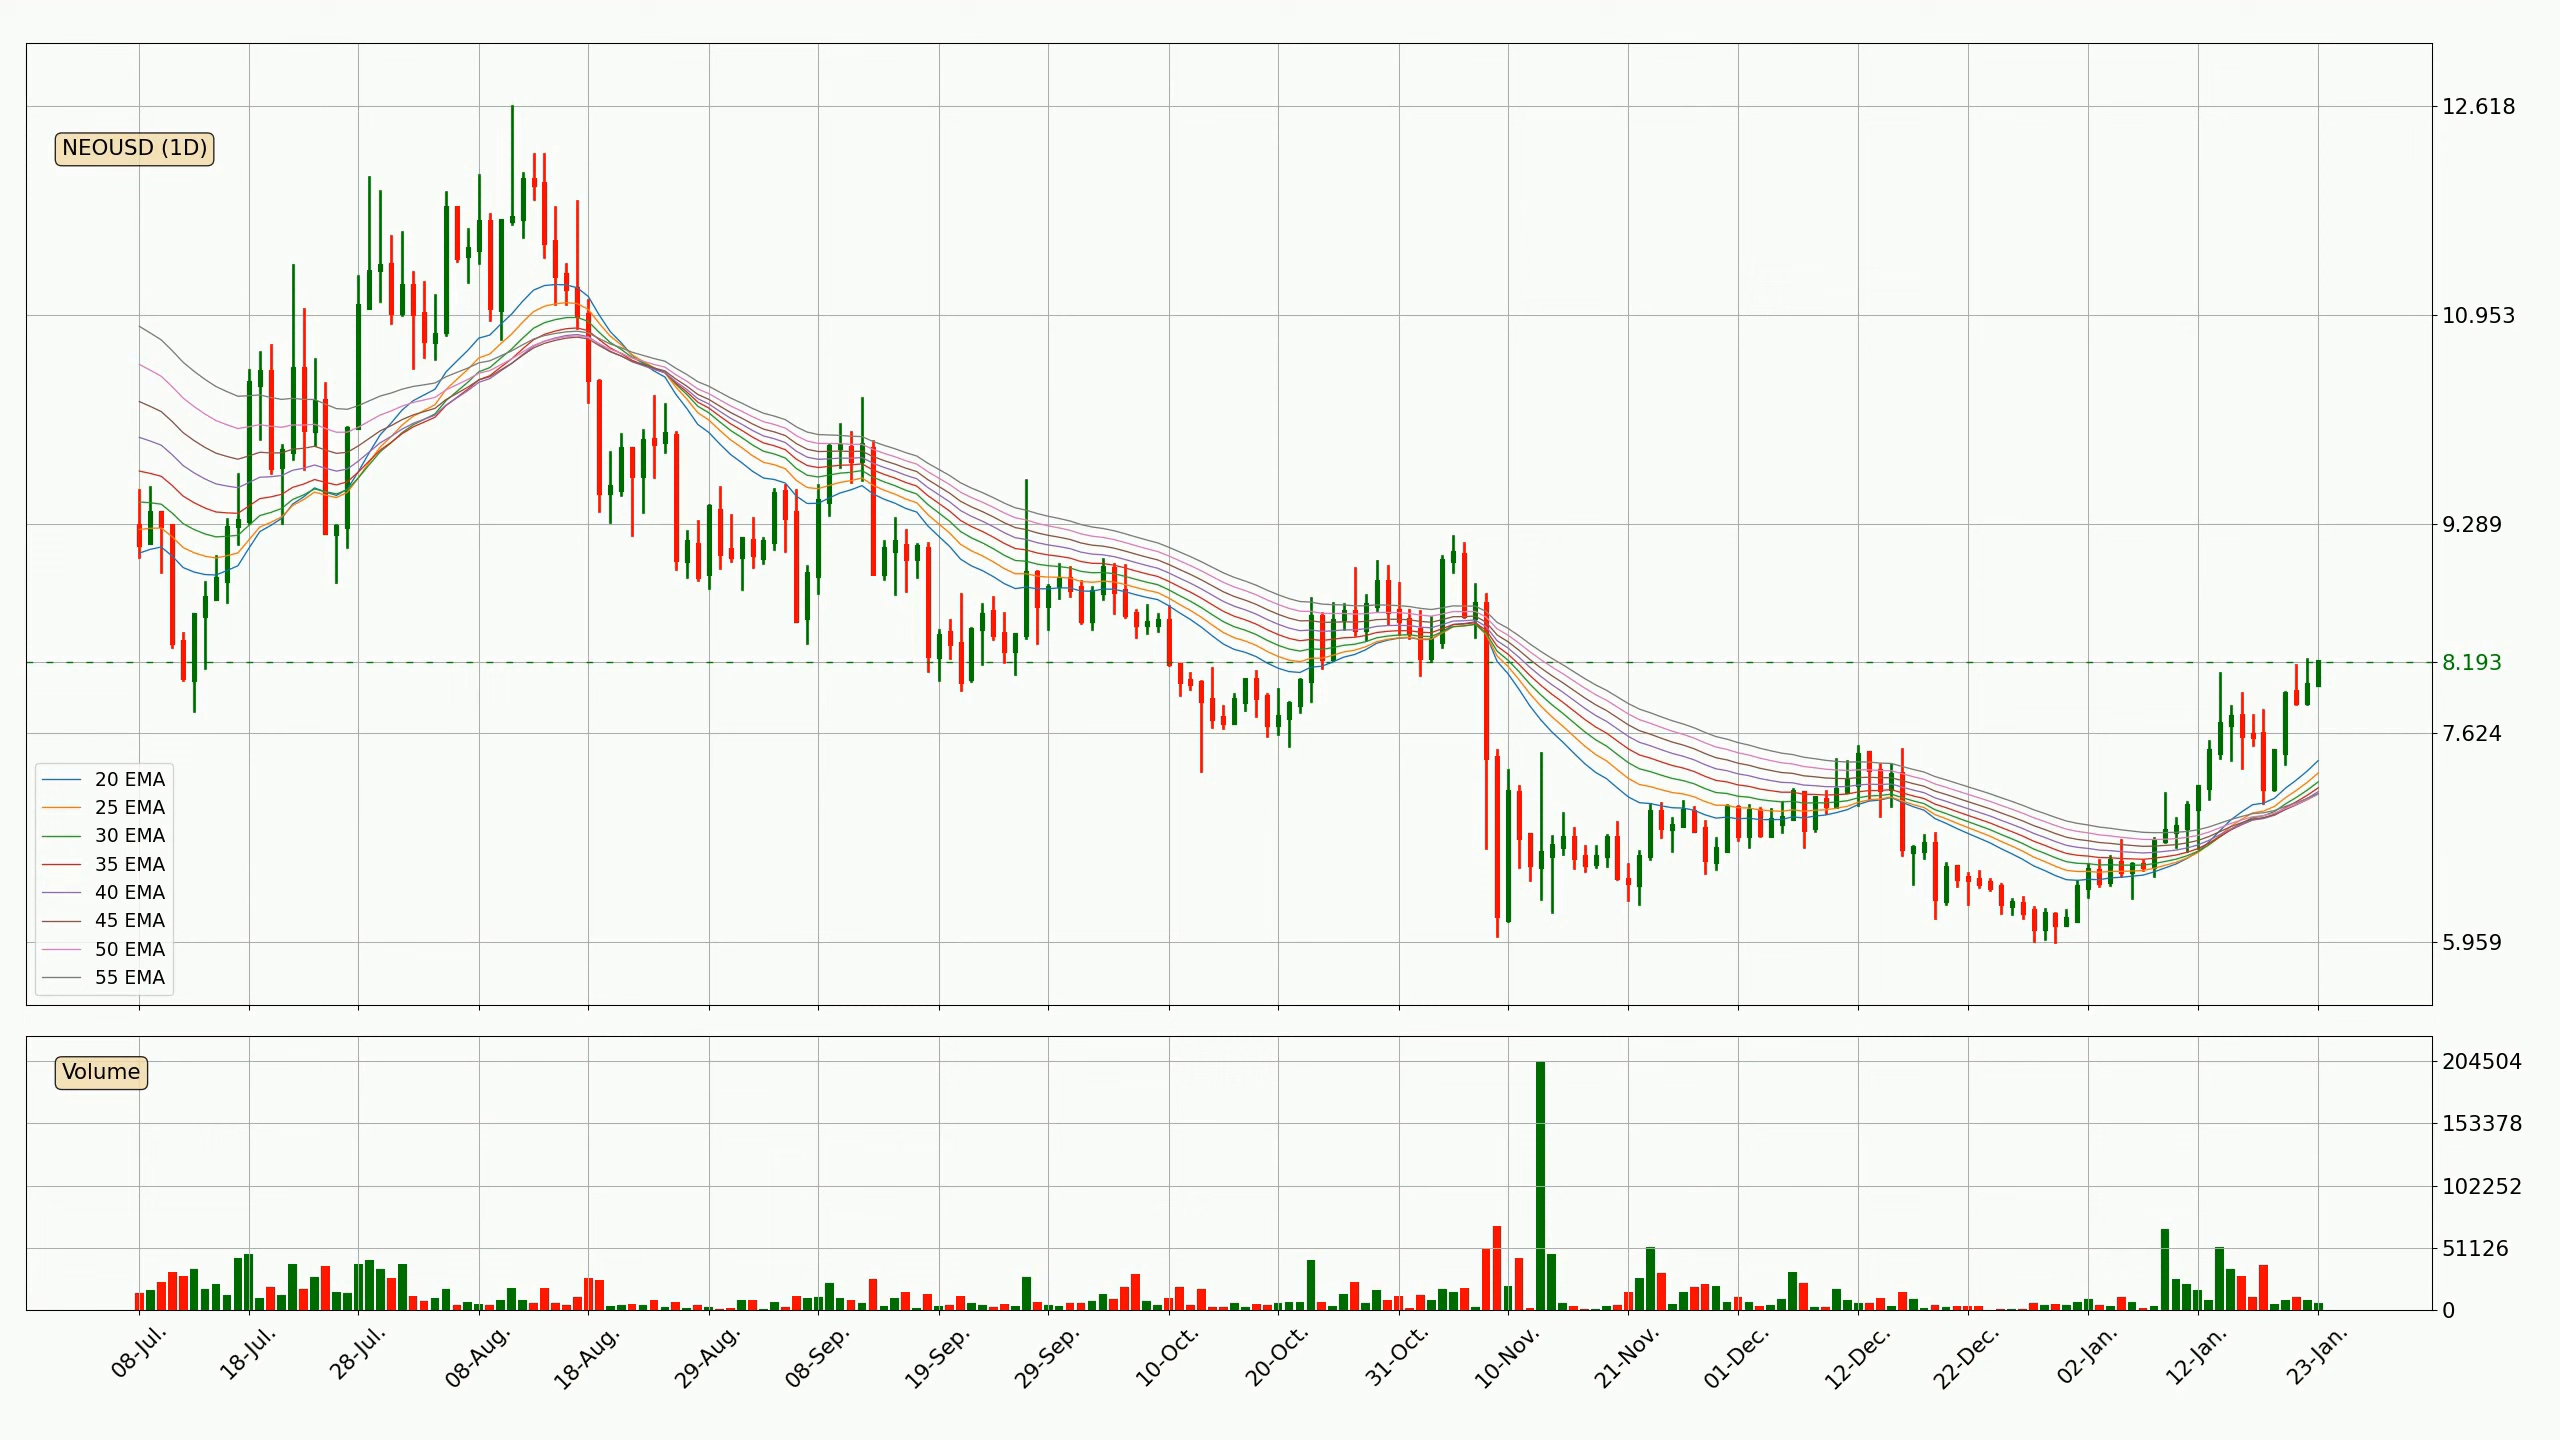 NEOUSD (1D)
12.618
10.953
9.289
8.193
7.624
5.959
20 EMA
25 EMA
30 EMA
35 EMA
40 EMA
45 EMA
50 EMA
55 EMA
Volume
204504
153378
102252
51126
0
08-Jul.
18-Jul.
28-Jul.
08-Aug.
18-Aug.
29-Aug.
08-Sep.
19-Sep.
29-Sep.
10-Oct.
20-Oct.
31-Oct.
10-Nov.
21-Nov.
01-Dec.
12-Dec.
22-Dec.
02-Jan.
12-Jan.
23-Jan.